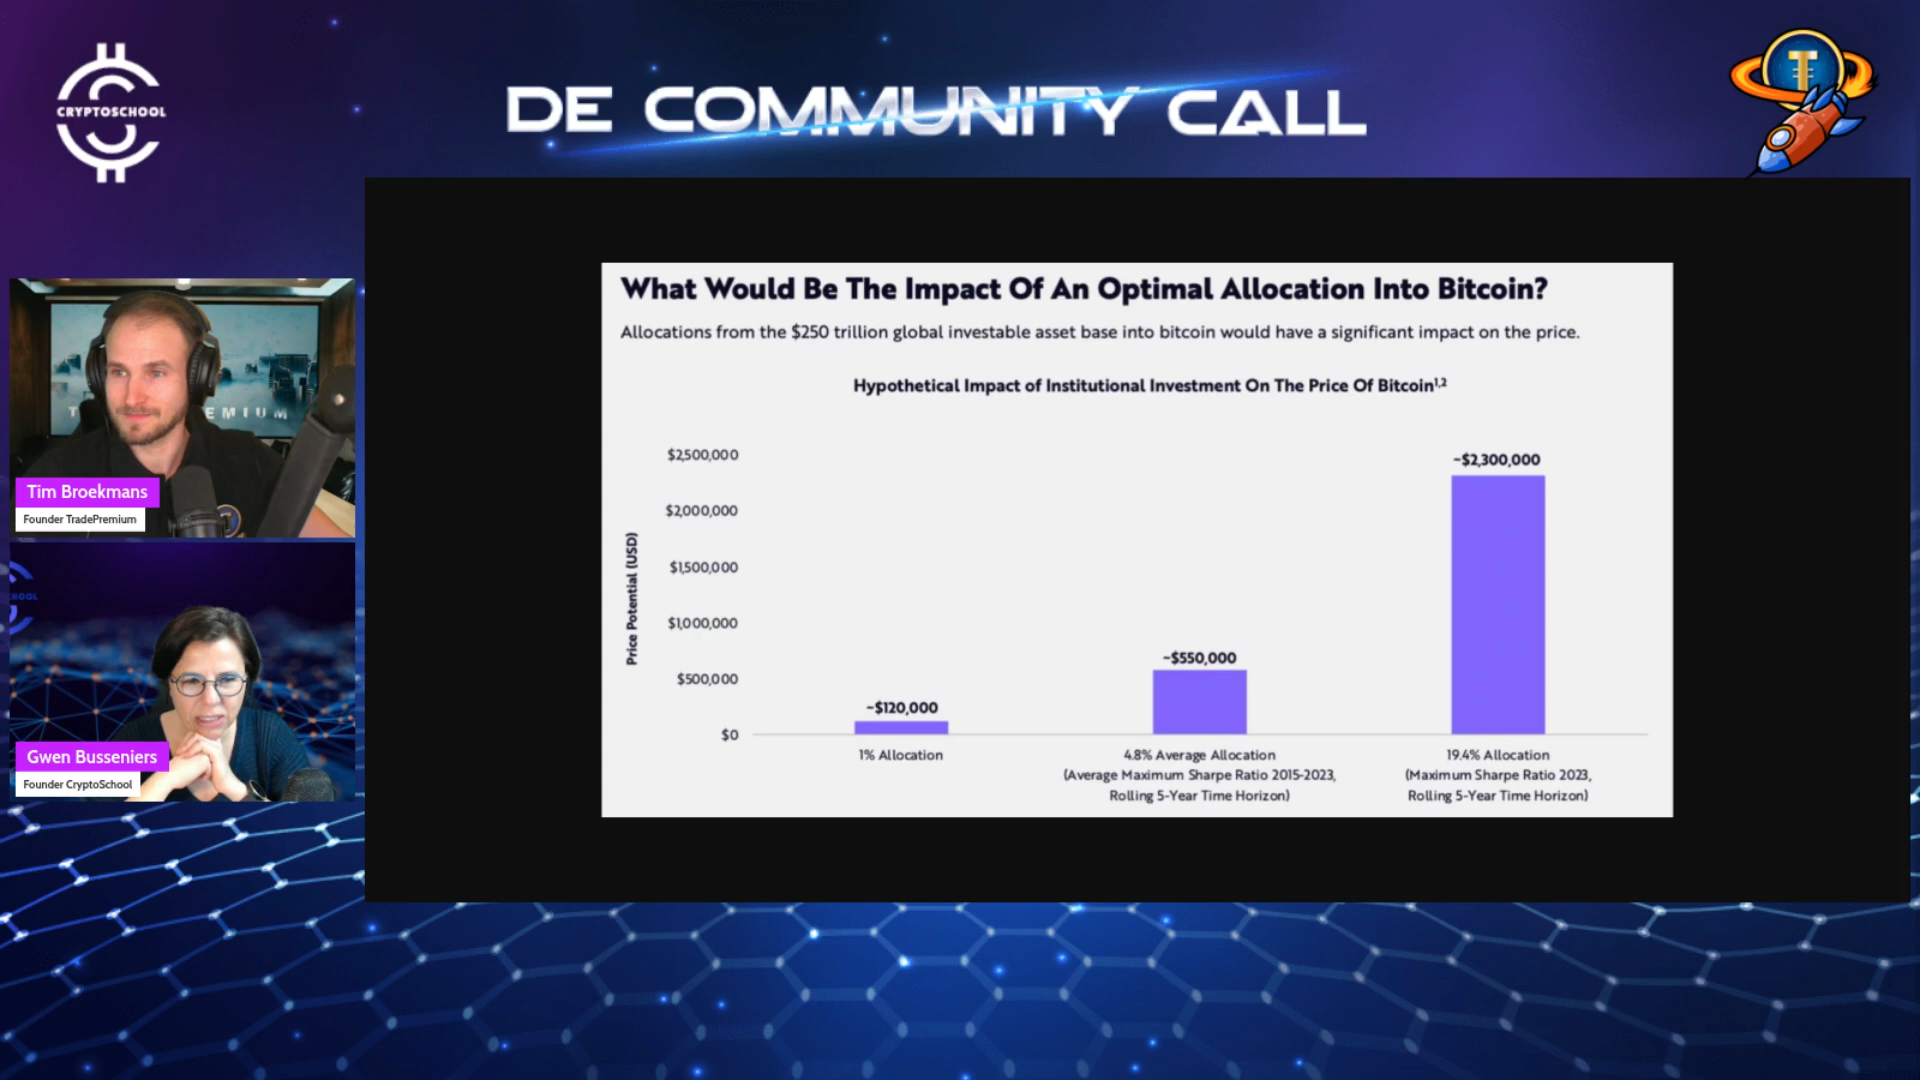 CRYPTOSCHOOL
DE COMMUNITY CALL
T
What Would Be The Impact Of An Optimal Allocation Into Bitcoin?
Allocations from the $250 trillion global investable asset base into bitcoin would have a significant impact on the price.
Hypothetical Impact of Institutional Investment On The Price Of Bitcoin1,2
Price Potential (USD)
$2,500,000
$2,000,000
$1,500,000
$1,000,000
$500,000
$0
~$120,000
~$550,000
~$2,300,000
1% Allocation
4.8% Average Allocation
(Average Maximum Sharpe Ratio 2015-2023,
Rolling 5-Year Time Horizon)
19.4% Allocation
(Maximum Sharpe Ratio 2023,
Rolling 5-Year Time Horizon)
Tim Broekmans
Founder TradePremium
Gwen Busseniers
Founder CryptoSchool